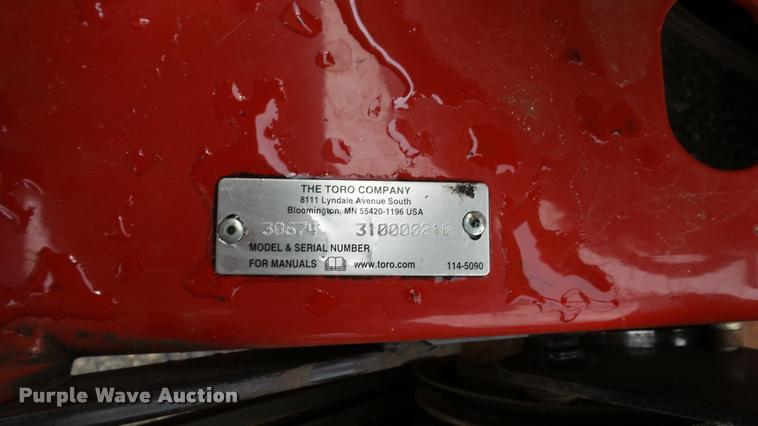 THE TORO COMPANY
8111 Lyndale Avenue South
Bloomington, MN 55420-1196 USA
30674 310000210
MODEL & SERIAL NUMBER
FOR MANUALS www.toro.com 114-5090
Purple Wave Auction